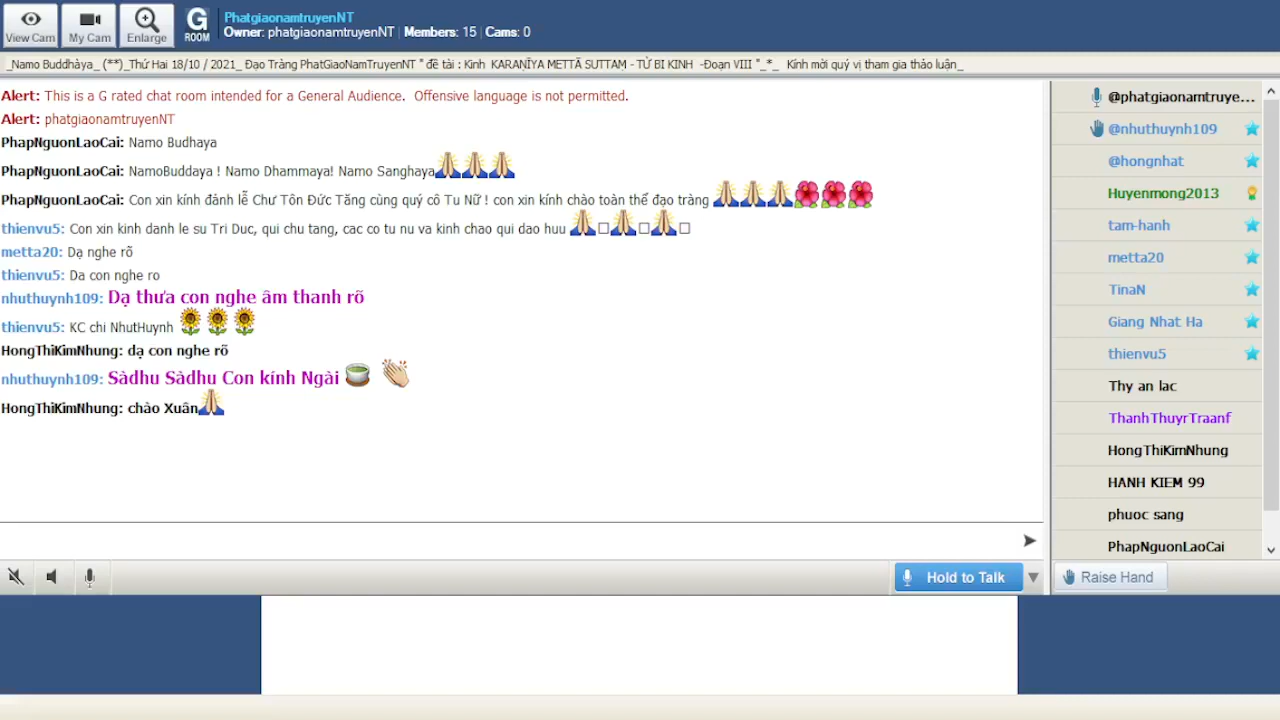 View Cam
My Cam
Enlarge
G
ROOM
PhatgiaonamtruyenNT
Owner: phatgiaonamtruyenNT | Members: 15 | Cams: 0
_Namo Buddhàya_ (**)_Thứ Hai 18/10 / 2021_ Đạo Tràng PhatGiaoNamTruyenNT " đề tài : Kinh KARAṆĪYA METTĀ SUTTAṂ - TỪ BI KINH -Đoạn VIII "_*_ Kính mời quý vị tham gia thảo luận_
Alert: This is a G rated chat room intended for a General Audience. Offensive language is not permitted.
Alert: phatgiaonamtruyenNT
PhapNguonLaoCai: Namo Budhaya
PhapNguonLaoCai: NamoBuddaya ! Namo Dhammaya! Namo Sanghaya
PhapNguonLaoCai: Con xin kính đảnh lễ Chư Tôn Đức Tăng cùng quý cô Tu Nữ ! con xin kính chào toàn thể đạo tràng
thienvu5: Con xin kinh danh le su Tri Duc, qui chu tang, cac co tu nu va kinh chao qui dao huu
metta20: Dạ nghe rõ
thienvu5: Da con nghe ro
nhuthuynh109: Dạ thưa con nghe âm thanh rõ
thienvu5: KC chi NhutHuynh
HongThiKimNhung: dạ con nghe rõ
nhuthuynh109: Sàdhu Sàdhu Con kính Ngài
HongThiKimNhung: chào Xuân
@phatgiaonamtruye...
@nhuthuynh109
@hongnhat
Huyenmong2013
tam-hanh
metta20
TinaN
Giang Nhat Ha
thienvu5
Thy an lac
ThanhThuyrTraanf
HongThiKimNhung
HANH KIEM 99
phuoc sang
PhapNguonLaoCai
Hold to Talk
Raise Hand